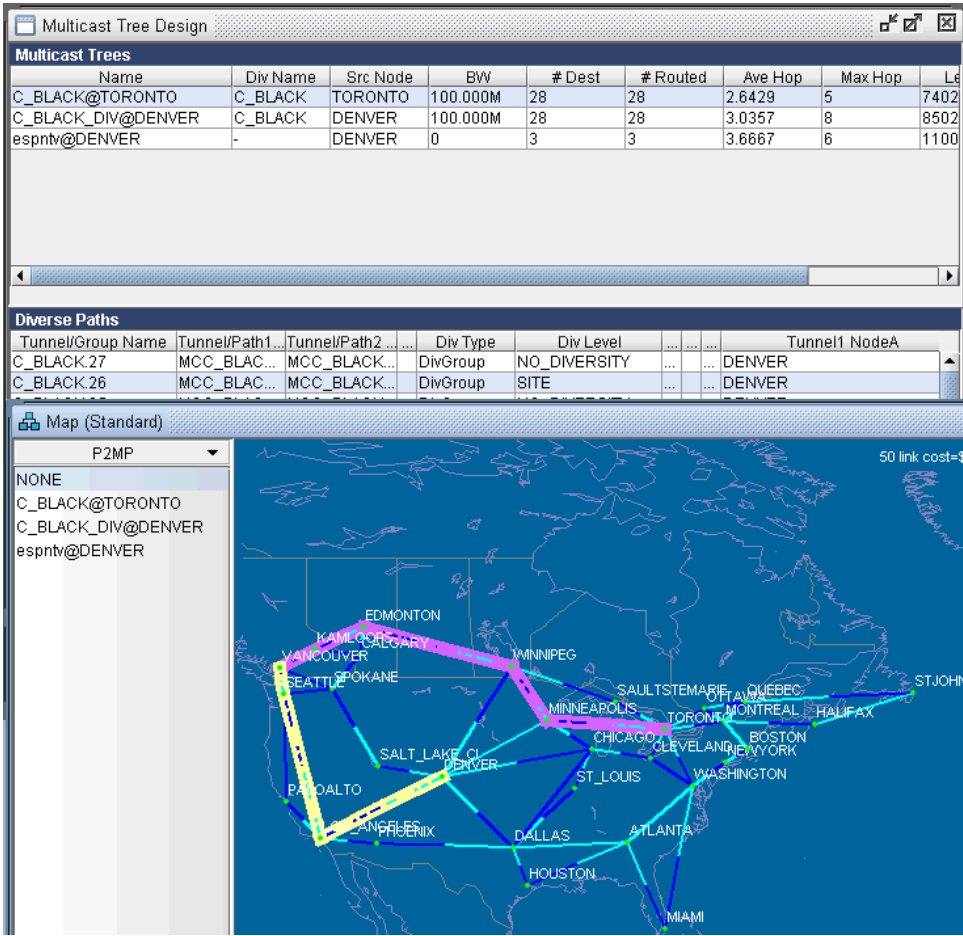 Multicast Tree Design
Multicast Trees
Name Div Name Src Node BW # Dest # Routed Ave Hop Max Hop Le
C_BLACK@TORONTO C_BLACK TORONTO 100.000M 28 28 2.6429 5 7402
C_BLACK_DIV@DENVER C_BLACK DENVER 100.000M 28 28 3.0357 8 8502
espntv@DENVER - DENVER 0 3 3 3.6667 6 1100
Diverse Paths
Tunnel/Group Name Tunnel/Path1... Tunnel/Path2 ... ... Div Type Div Level ... ... ... Tunnel1 NodeA
C_BLACK.27 MCC_BLAC... MCC_BLACK... DivGroup NO_DIVERSITY ... ... DENVER
C_BLACK.26 MCC_BLAC... MCC_BLACK... DivGroup SITE ... ... DENVER
Map (Standard)
P2MP
50 link cost=$
NONE
C_BLACK@TORONTO
C_BLACK_DIV@DENVER
espntv@DENVER
EDMONTON
KAMLOOPS
CALGARY
VANCOUVER
WINNIPEG
SEATTLE
SPOKANE
SAULTSTEMARIE
OTTAWA
QUEBEC
STJOHN
MINNEAPOLIS
TORONTO
MONTREAL
HALIFAX
CHICAGO
BOSTON
CLEVELAND
NEWYORK
SALT_LAKE_CI
DENVER
ST_LOUIS
WASHINGTON
PALOALTO
ANGELES
PHOENIX
DALLAS
ATLANTA
HOUSTON
MIAMI